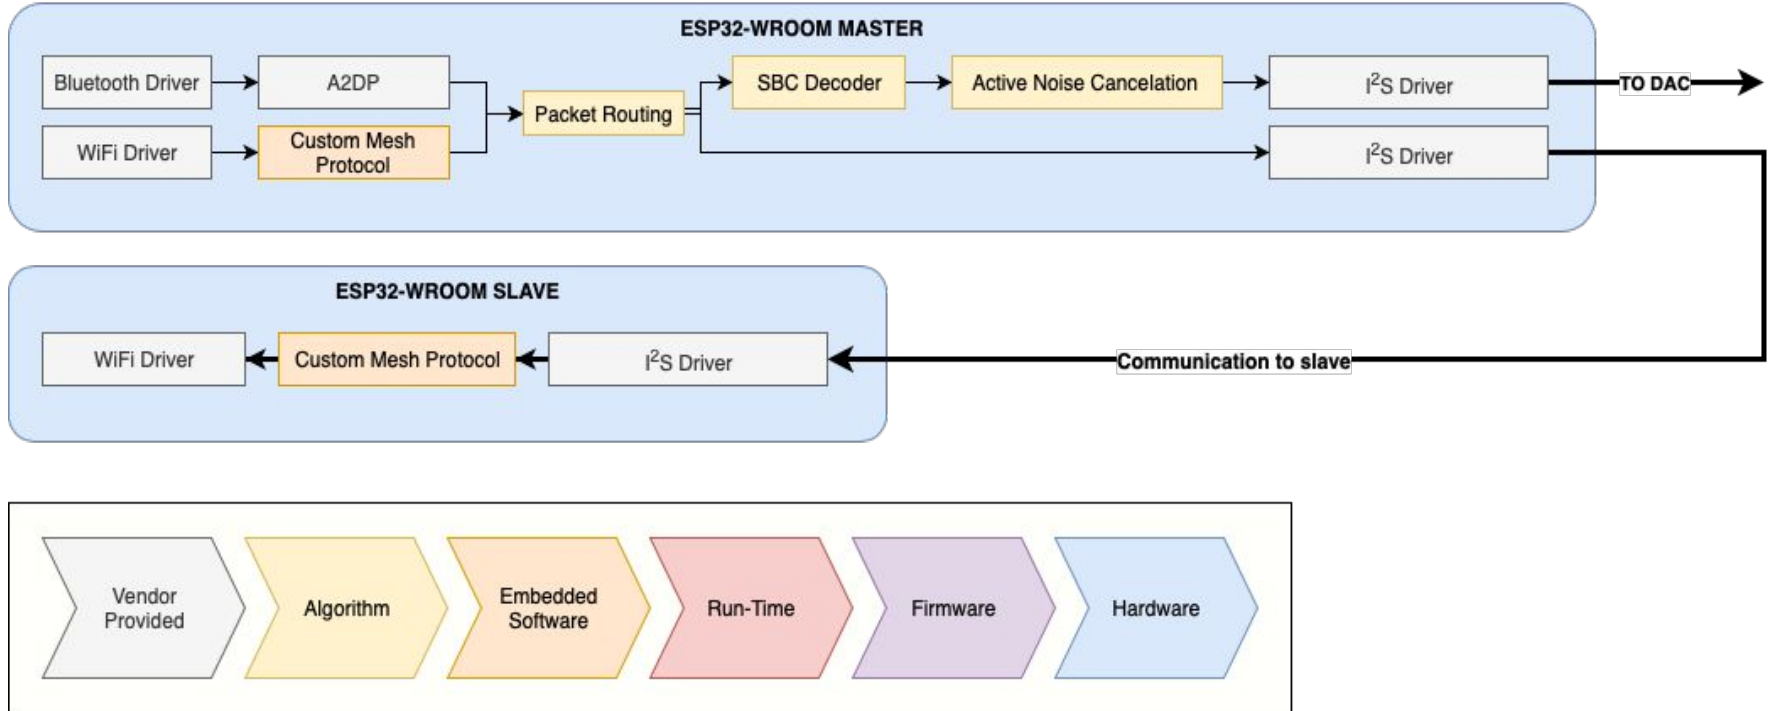 ESP32-WROOM MASTER
Bluetooth Driver
A2DP
SBC Decoder
Active Noise Cancelation
I²S Driver
TO DAC
Packet Routing
WiFi Driver
Custom Mesh
Protocol
I²S Driver
ESP32-WROOM SLAVE
WiFi Driver
Custom Mesh Protocol
I²S Driver
Communication to slave
Vendor
Provided
Algorithm
Embedded
Software
Run-Time
Firmware
Hardware